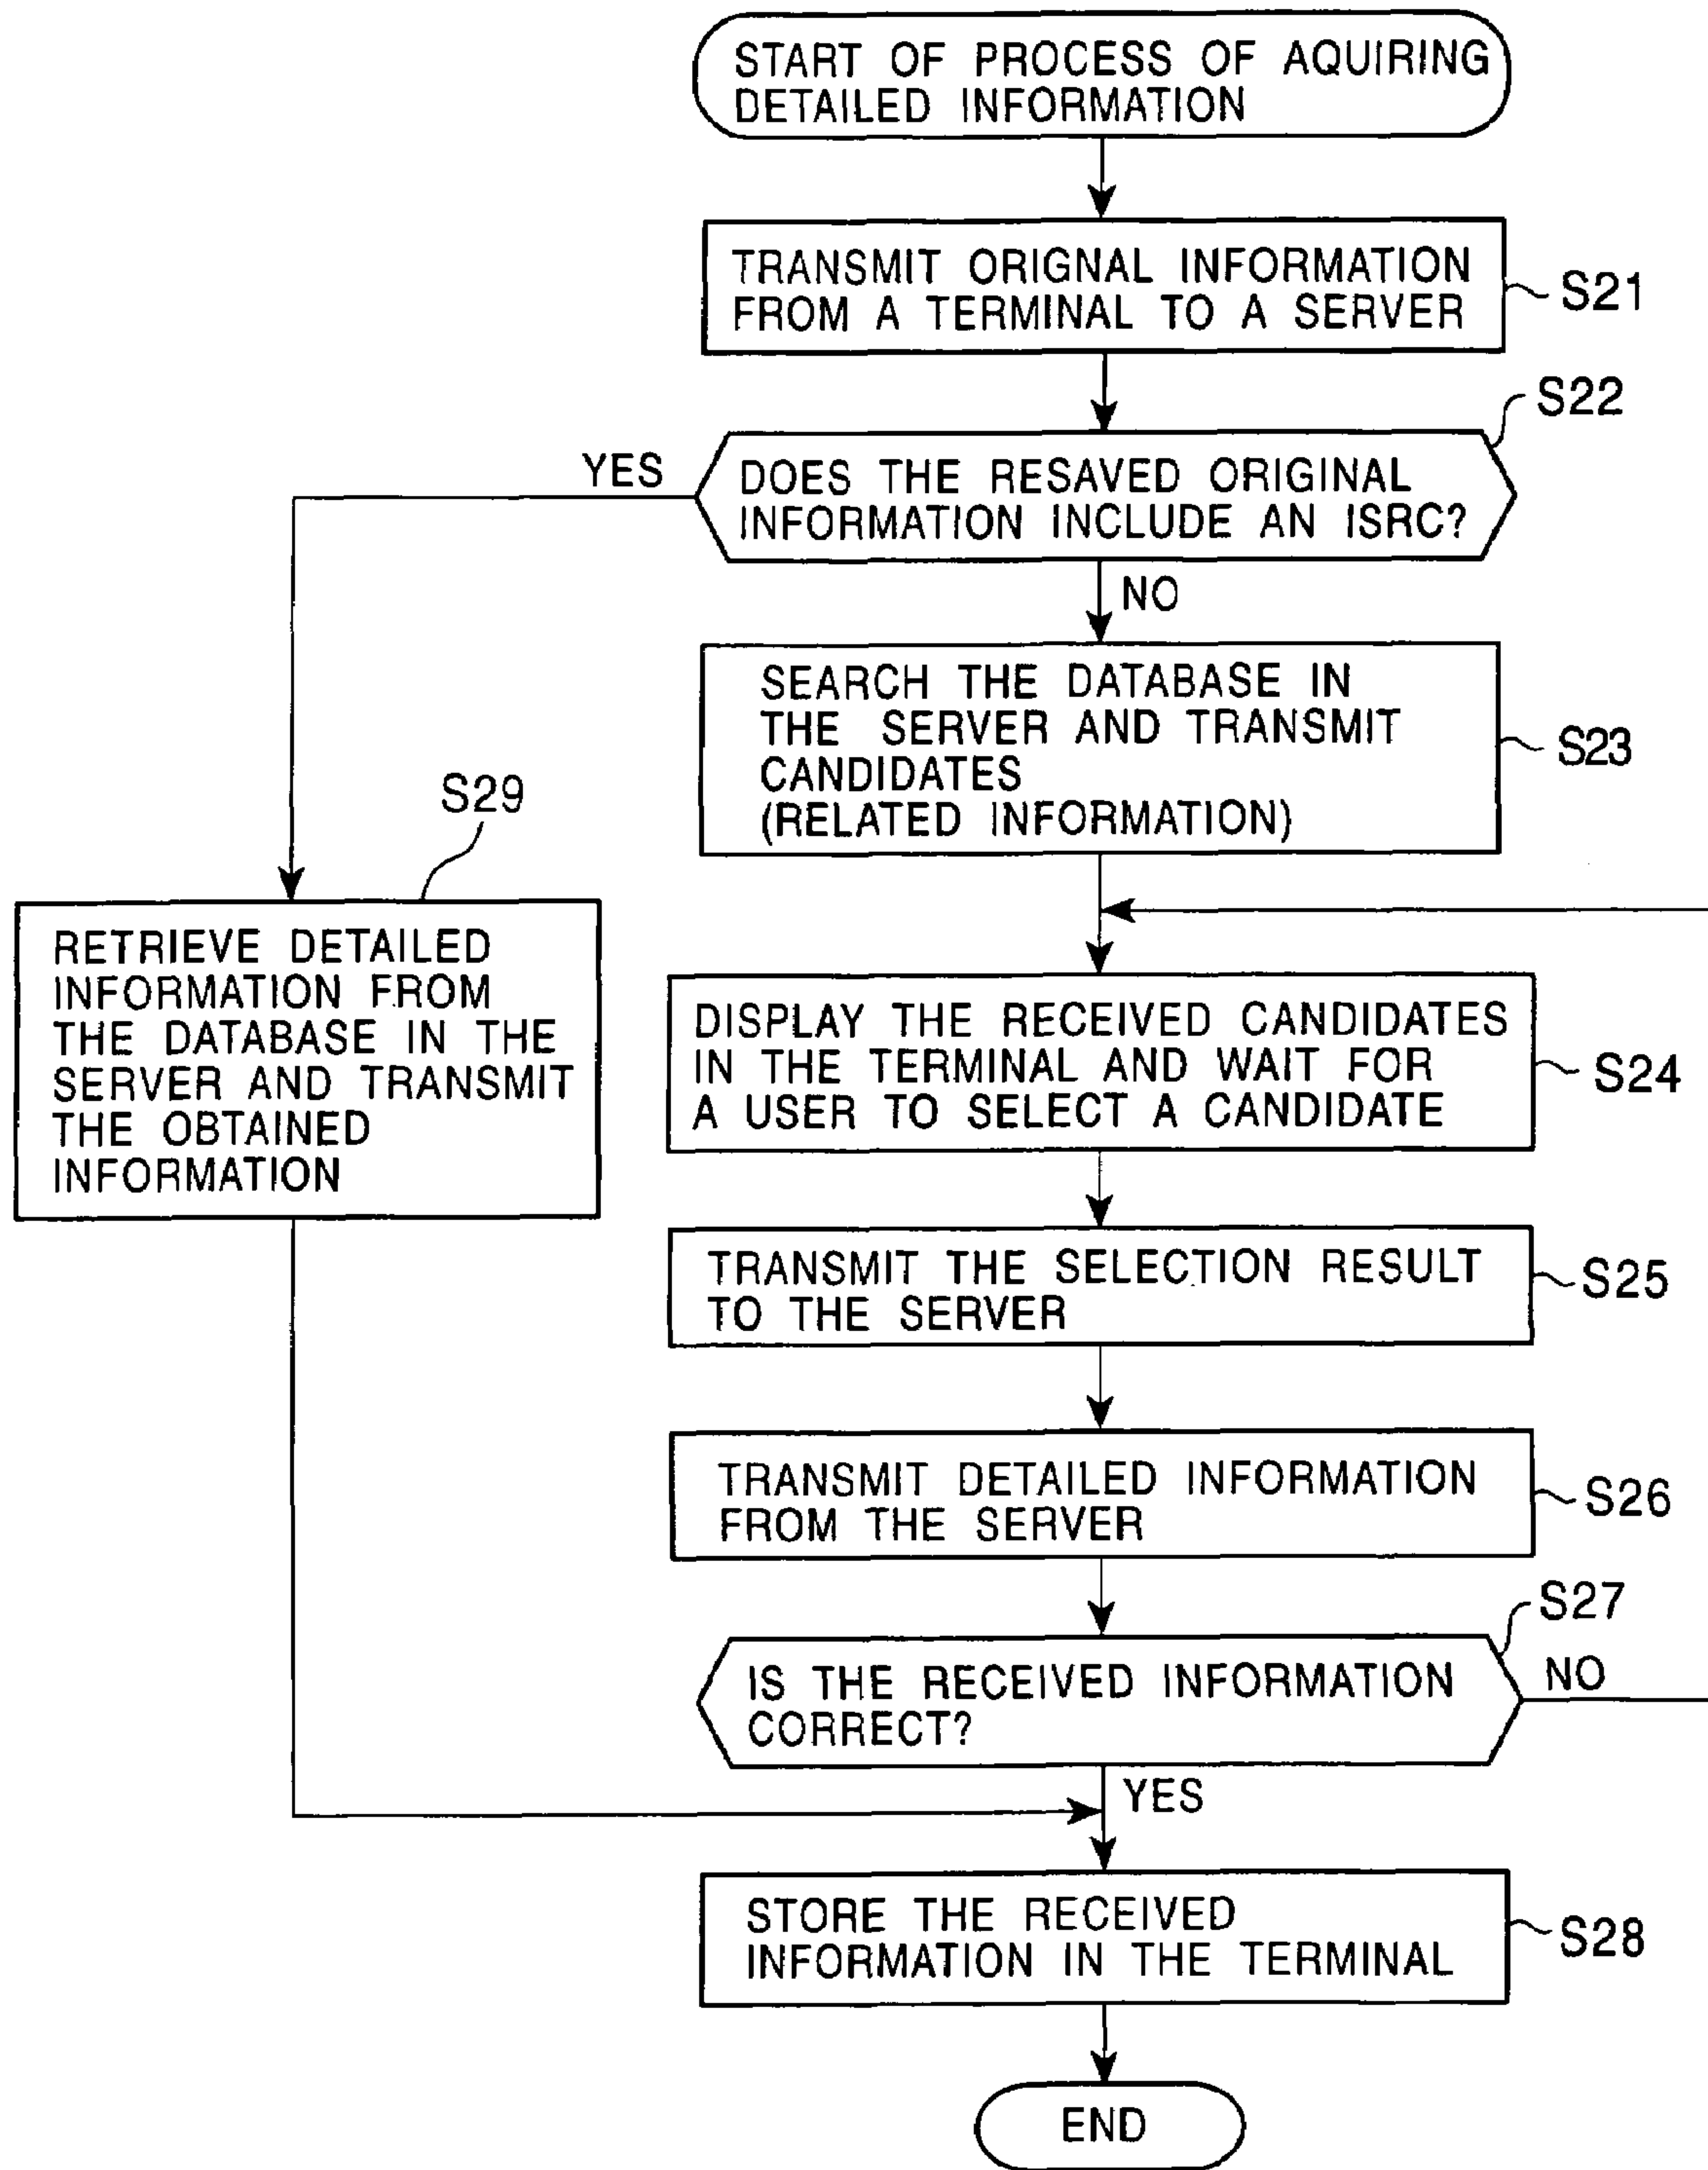 START OF PROCESS OF AQUIRING
DETAILED INFORMATION
TRANSMIT ORIGNAL INFORMATION
FROM A TERMINAL TO A SERVER
S21
S22
YES
DOES THE RESAVED ORIGINAL
INFORMATION INCLUDE AN ISRC?
NO
SEARCH THE DATABASE IN
THE SERVER AND TRANSMIT
CANDIDATES
(RELATED INFORMATION)
S23
S29
RETRIEVE DETAILED
INFORMATION FROM
THE DATABASE IN THE
SERVER AND TRANSMIT
THE OBTAINED
INFORMATION
DISPLAY THE RECEIVED CANDIDATES
IN THE TERMINAL AND WAIT FOR
A USER TO SELECT A CANDIDATE
S24
TRANSMIT THE SELECTION RESULT
TO THE SERVER
S25
TRANSMIT DETAILED INFORMATION
FROM THE SERVER
S26
S27
IS THE RECEIVED INFORMATION
CORRECT?
NO
YES
STORE THE RECEIVED
INFORMATION IN THE TERMINAL
S28
END